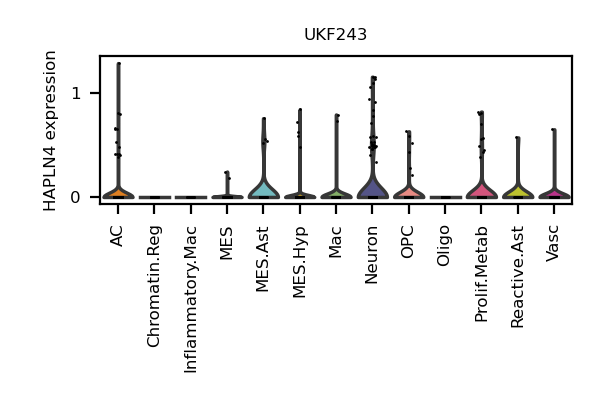 UKF243
HAPLN4 expression
1
0
AC
Chromatin.Reg
Inflammatory.Mac
MES
MES.Ast
MES.Hyp
Mac
Neuron
OPC
Oligo
Prolif.Metab
Reactive.Ast
Vasc